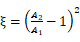 ξ = (A₂/A₁ − 1)²